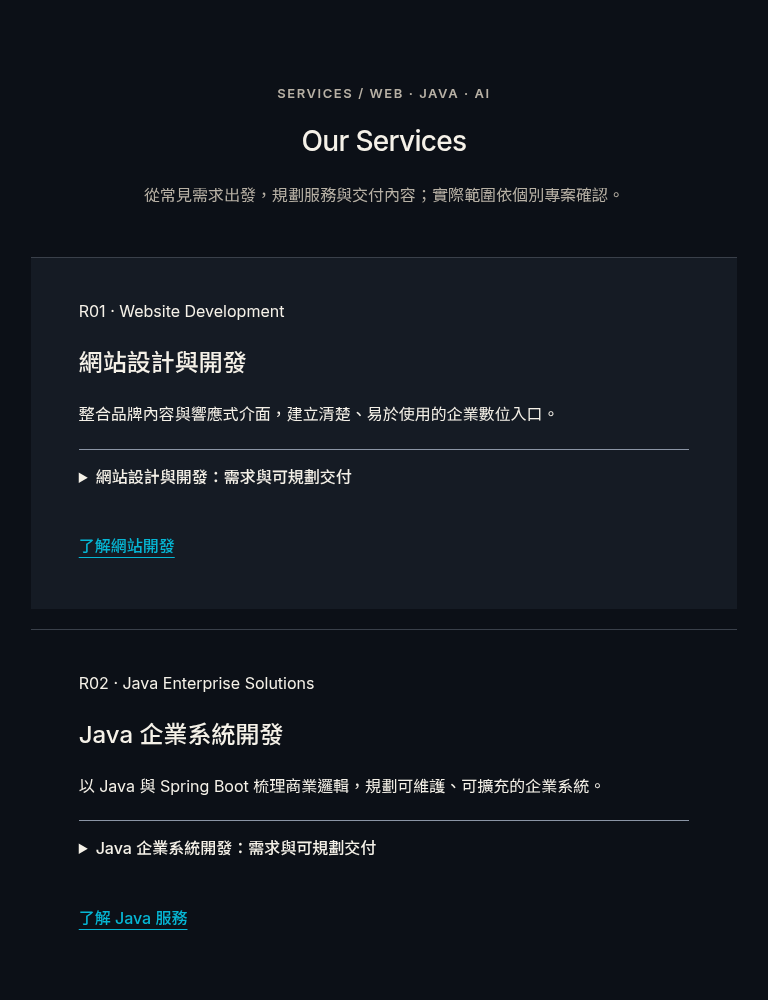 SERVICES / WEB · JAVA · AI
Our Services
從常見需求出發，規劃服務與交付內容；實際範圍依個別專案確認。
R01 · Website Development
網站設計與開發
整合品牌內容與響應式介面，建立清楚、易於使用的企業數位入口。
▶ 網站設計與開發：需求與可規劃交付
了解網站開發
R02 · Java Enterprise Solutions
Java 企業系統開發
以 Java 與 Spring Boot 梳理商業邏輯，規劃可維護、可擴充的企業系統。
▶ Java 企業系統開發：需求與可規劃交付
了解 Java 服務